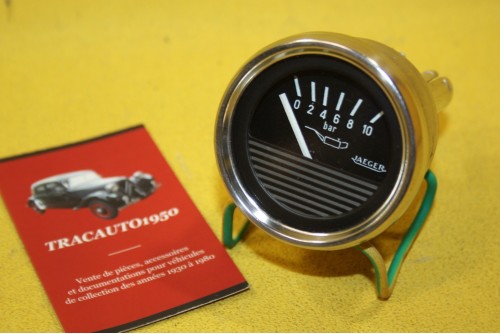 0 2 4 6 8 10
bar
JAEGER
TRACAUTO1950
Vente de pièces, accessoires
et documentations pour véhicules
de collection des années 1930 à 1980